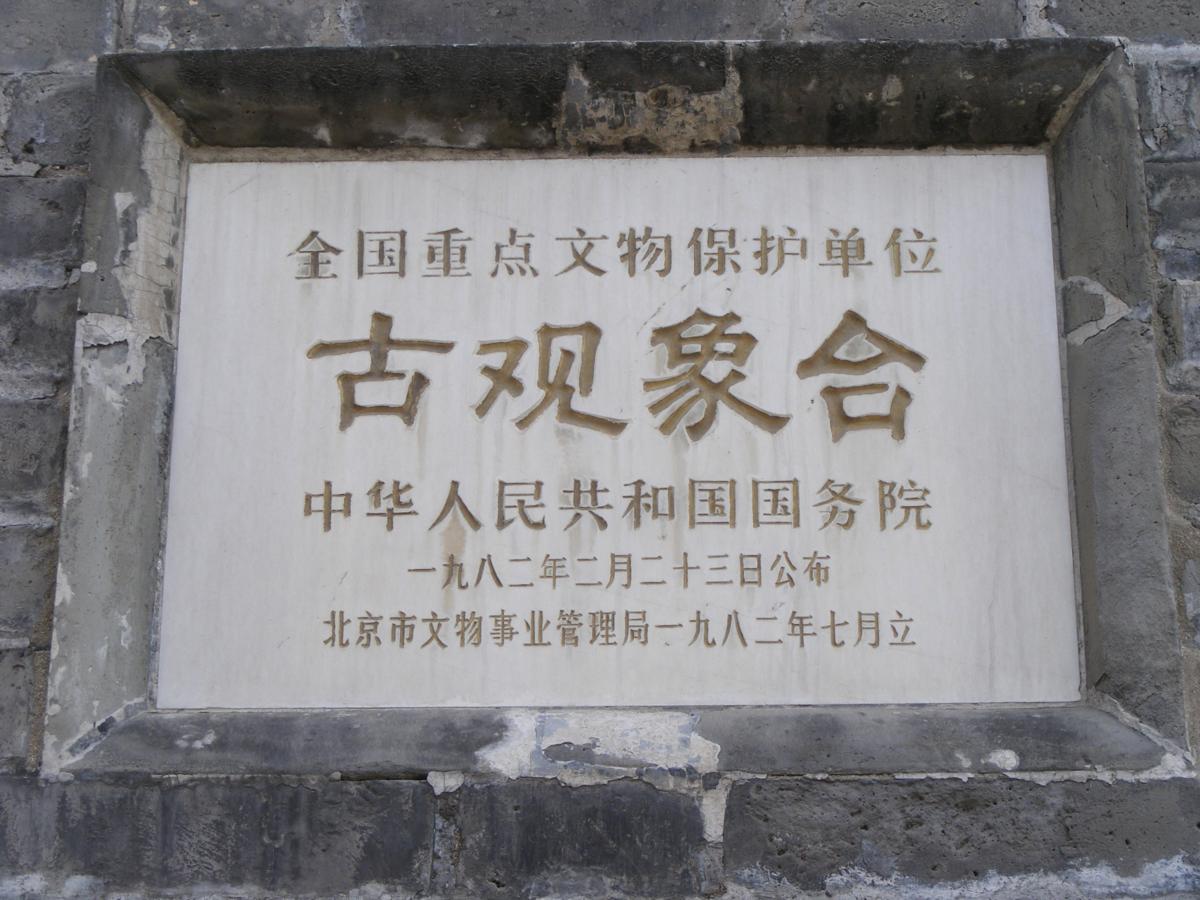 全国重点文物保护单位
古观象台
中华人民共和国国务院
一九八二年二月二十三日公布
北京市文物事业管理局一九八二年七月立